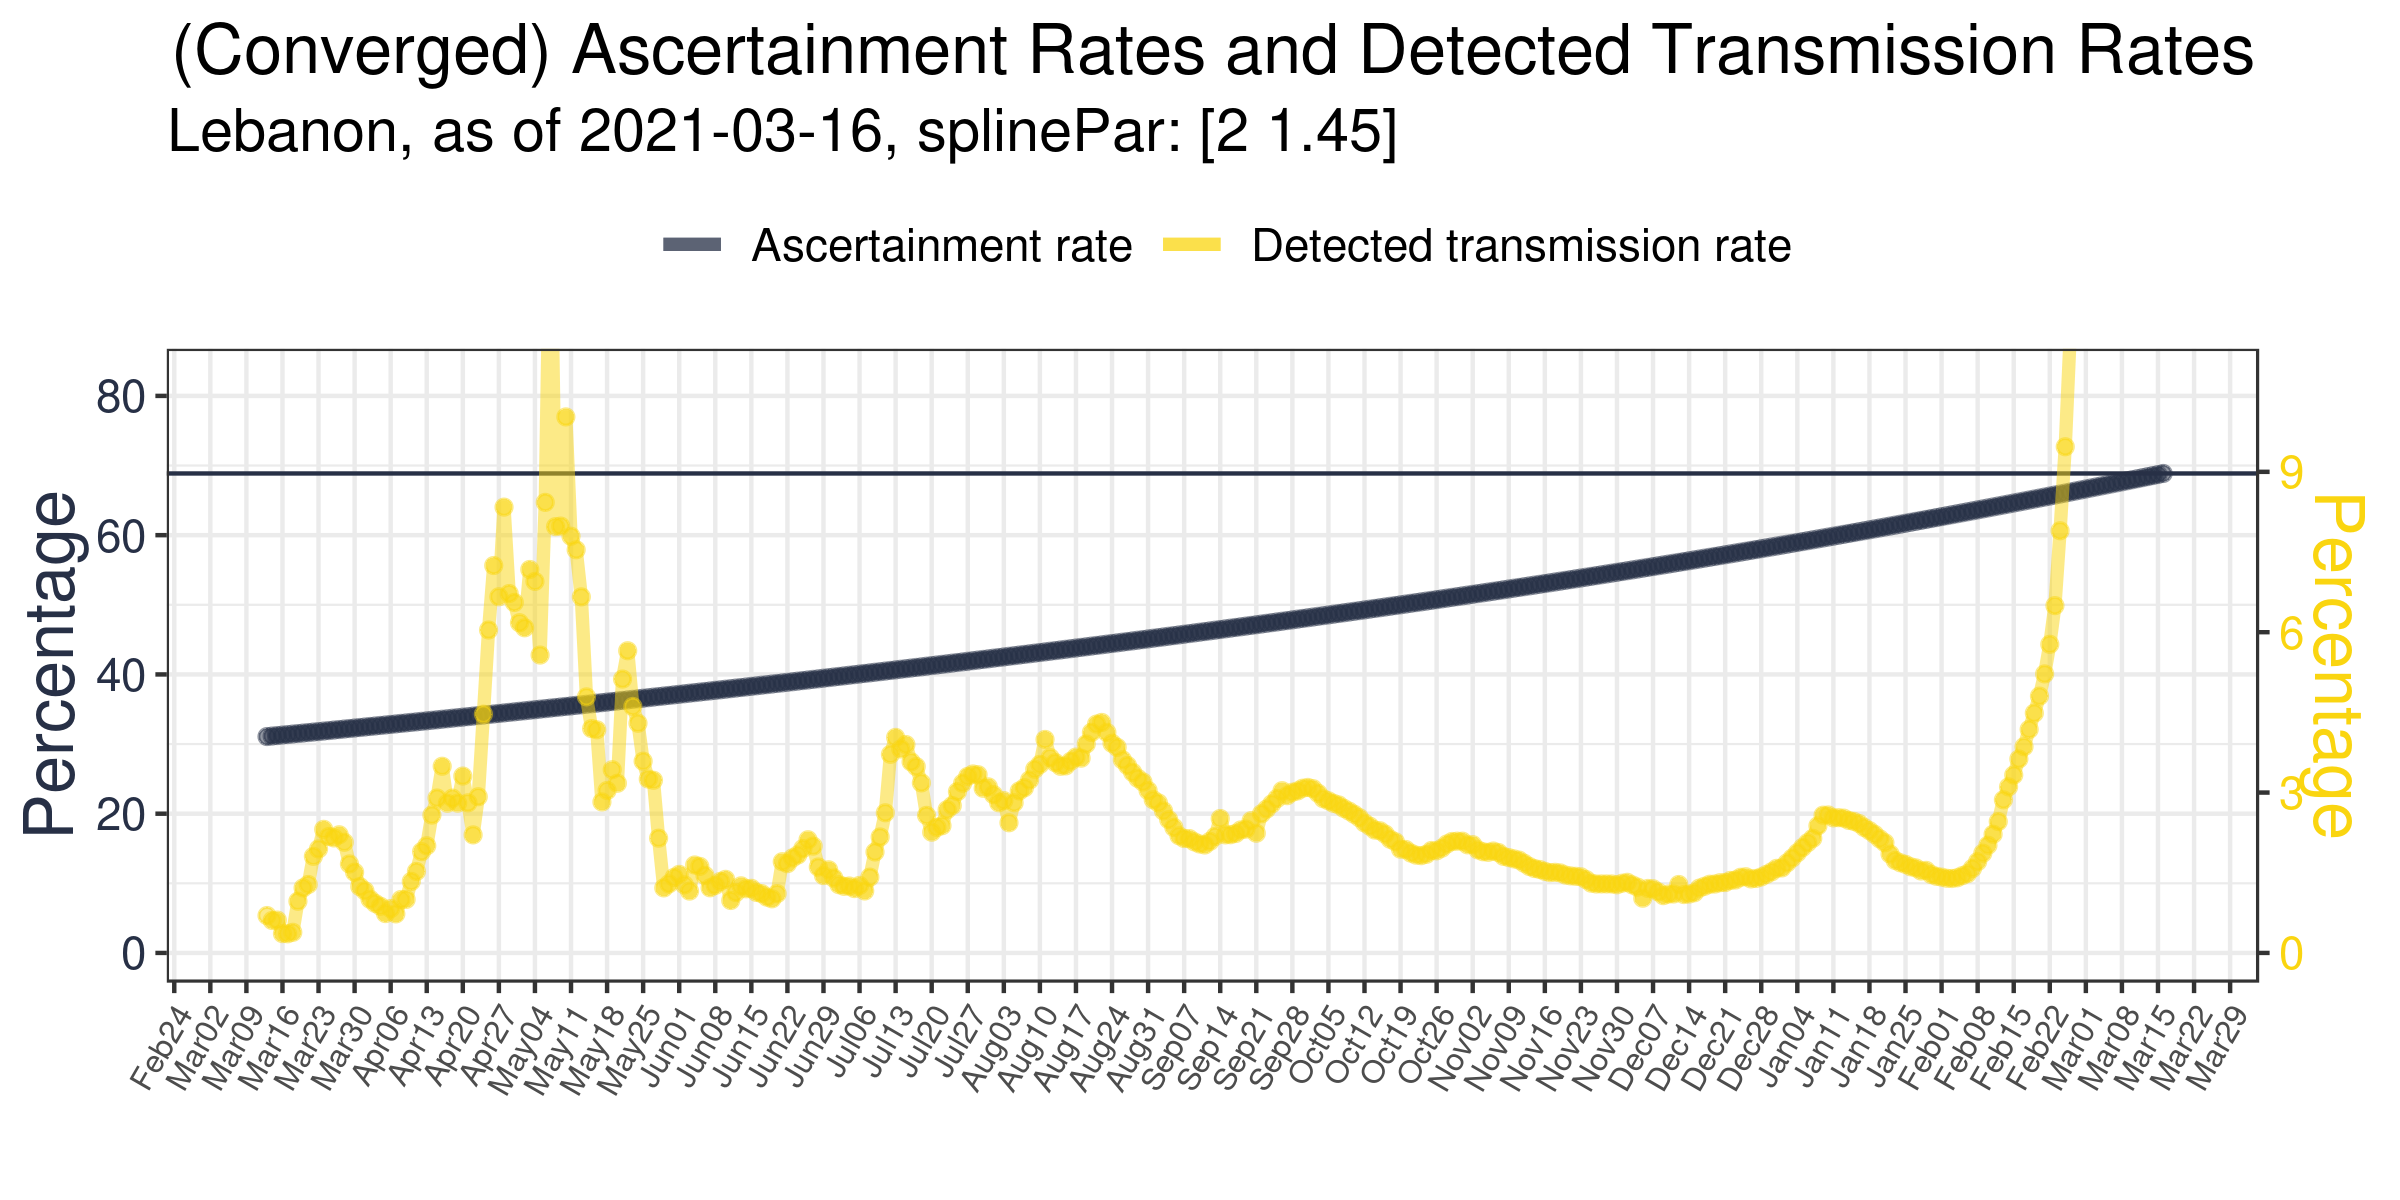 (Converged) Ascertainment Rates and Detected Transmission Rates
Lebanon, as of 2021-03-16, splinePar: [2 1.45]
Ascertainment rate
Detected transmission rate
Percentage
80
60
40
20
0
9
6
3
0
Percentage
Feb24
Mar02
Mar09
Mar16
Mar23
Mar30
Apr06
Apr13
Apr20
Apr27
May04
May11
May18
May25
Jun01
Jun08
Jun15
Jun22
Jun29
Jul06
Jul13
Jul20
Jul27
Aug03
Aug10
Aug17
Aug24
Aug31
Sep07
Sep14
Sep21
Sep28
Oct05
Oct12
Oct19
Oct26
Nov02
Nov09
Nov16
Nov23
Nov30
Dec07
Dec14
Dec21
Dec28
Jan04
Jan11
Jan18
Jan25
Feb01
Feb08
Feb15
Feb22
Mar01
Mar08
Mar15
Mar22
Mar29